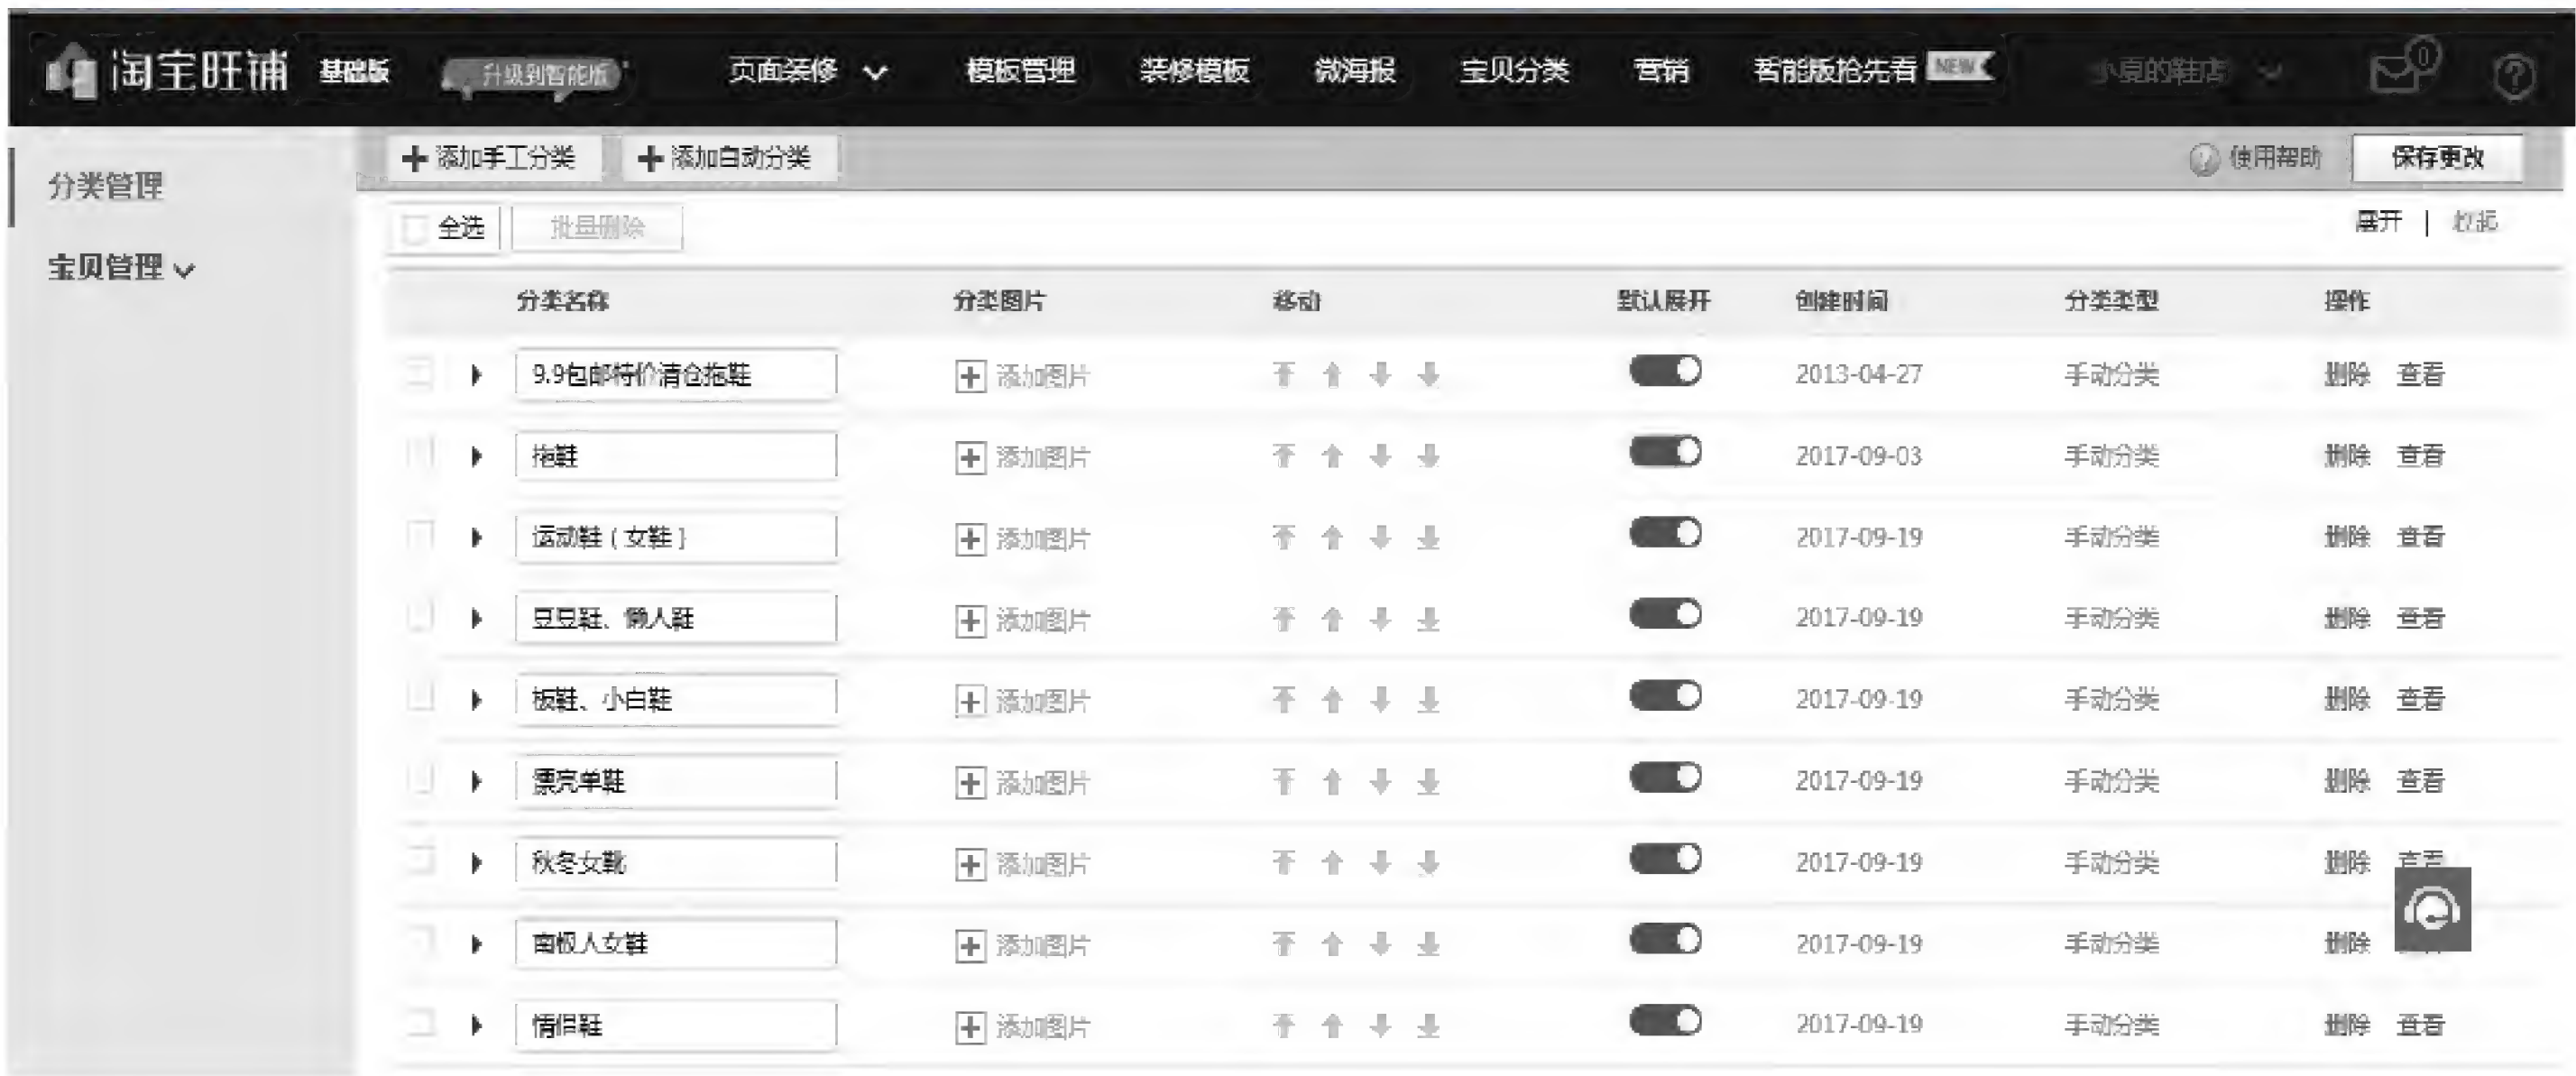 淘宝旺铺 基础版 升级到智能版 页面装修 模板管理 装修模板 微海报 宝贝分类 营销 智能版抢先看 NEW 小夏的鞋店 0
分类管理
宝贝管理
添加手工分类 添加自动分类 使用帮助 保存更改
全选 批量删除 展开 | 收起
分类名称 分类图片 移动 默认展开 创建时间 分类类型 操作
9.9包邮特价清仓拖鞋 添加图片 2013-04-27 手动分类 删除 查看
拖鞋 添加图片 2017-09-03 手动分类 删除 查看
运动鞋（女鞋） 添加图片 2017-09-19 手动分类 删除 查看
豆豆鞋、懒人鞋 添加图片 2017-09-19 手动分类 删除 查看
板鞋、小白鞋 添加图片 2017-09-19 手动分类 删除 查看
漂亮单鞋 添加图片 2017-09-19 手动分类 删除 查看
秋冬女靴 添加图片 2017-09-19 手动分类 删除 查看
南极人女鞋 添加图片 2017-09-19 手动分类 删除
情侣鞋 添加图片 2017-09-19 手动分类 删除 查看